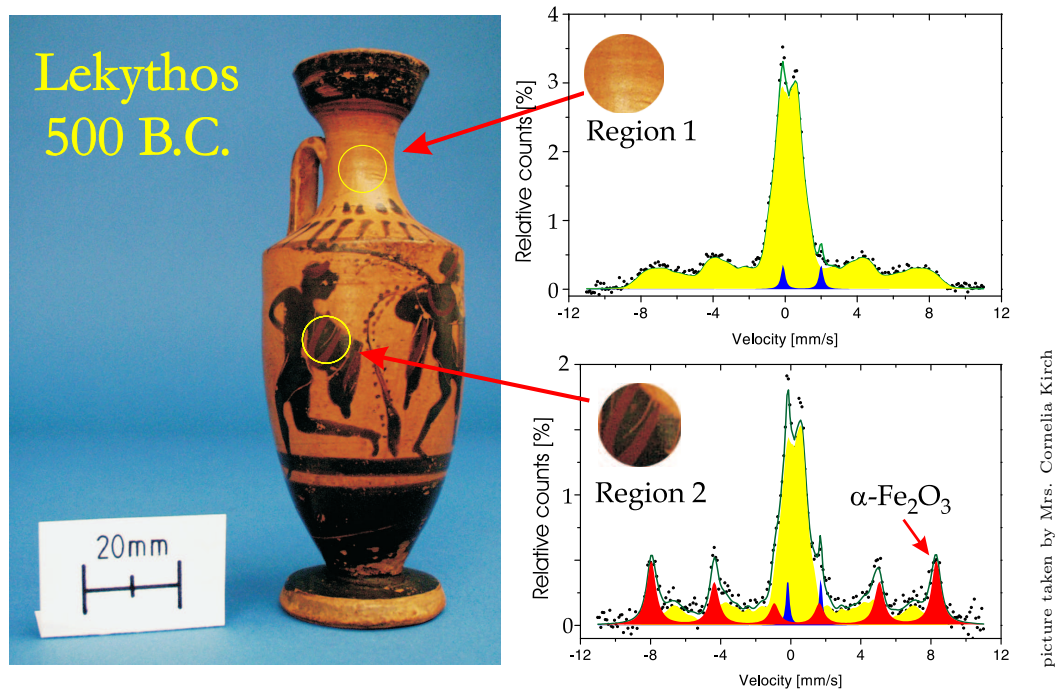 Lekythos
500 B.C.
20mm
Relative counts [%]
4
3
2
1
0
Region 1
-12 -8 -4 0 4 8 12
Velocity [mm/s]
Relative counts [%]
2
1
0
Region 2
α-Fe₂O₃
-12 -8 -4 0 4 8 12
Velocity [mm/s]
picture taken by Mrs. Cornelia Kirch